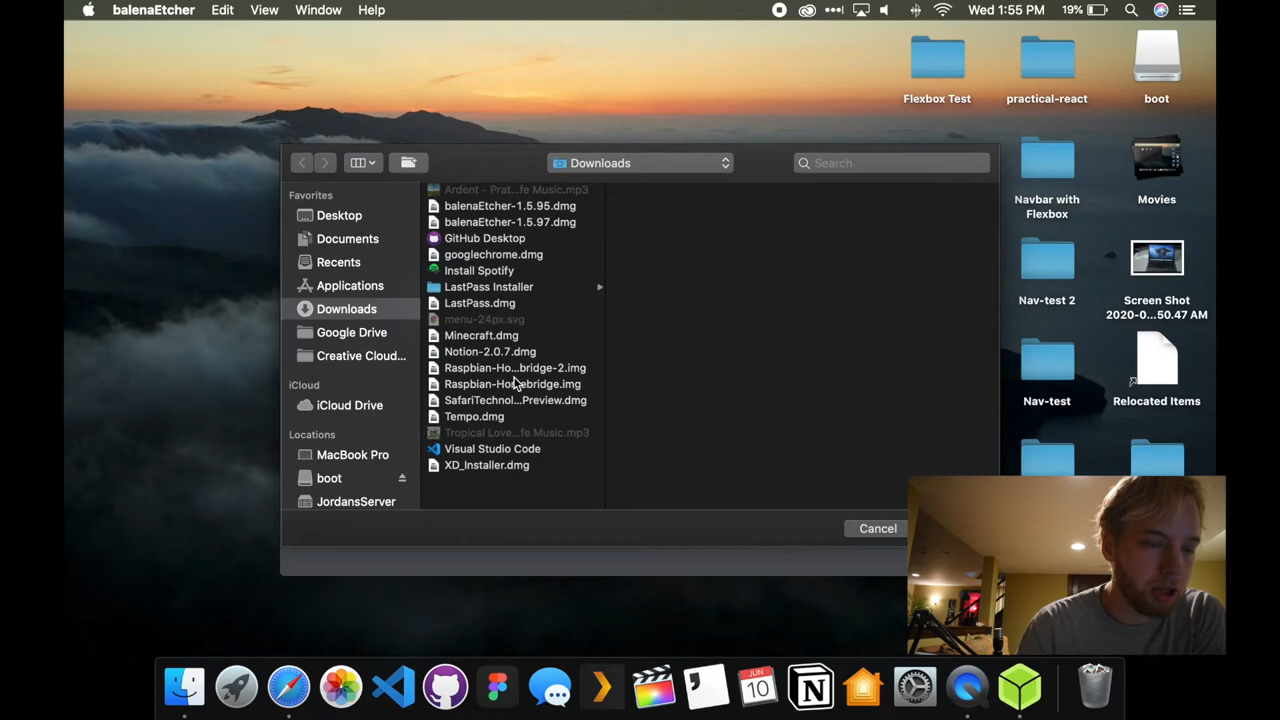 balenaEtcher Edit View Window Help
Wed 1:55 PM 19%
Flexbox Test
practical-react
boot
Navbar with
Flexbox
Movies
Nav-test 2
Screen Shot
2020-0...50.47 AM
Nav-test
Relocated Items
Downloads
Search
Favorites
Desktop
Documents
Recents
Applications
Downloads
Google Drive
Creative Cloud...
iCloud
iCloud Drive
Locations
MacBook Pro
boot
JordansServer
Ardent - Prat...fe Music.mp3
balenaEtcher-1.5.95.dmg
balenaEtcher-1.5.97.dmg
GitHub Desktop
googlechrome.dmg
Install Spotify
LastPass Installer
LastPass.dmg
menu-24px.svg
Minecraft.dmg
Notion-2.0.7.dmg
Raspbian-Ho...bridge-2.img
Raspbian-Homebridge.img
SafariTechnol...Preview.dmg
Tempo.dmg
Tropical Love...fe Music.mp3
Visual Studio Code
XD_Installer.dmg
Cancel
JUN
10
N